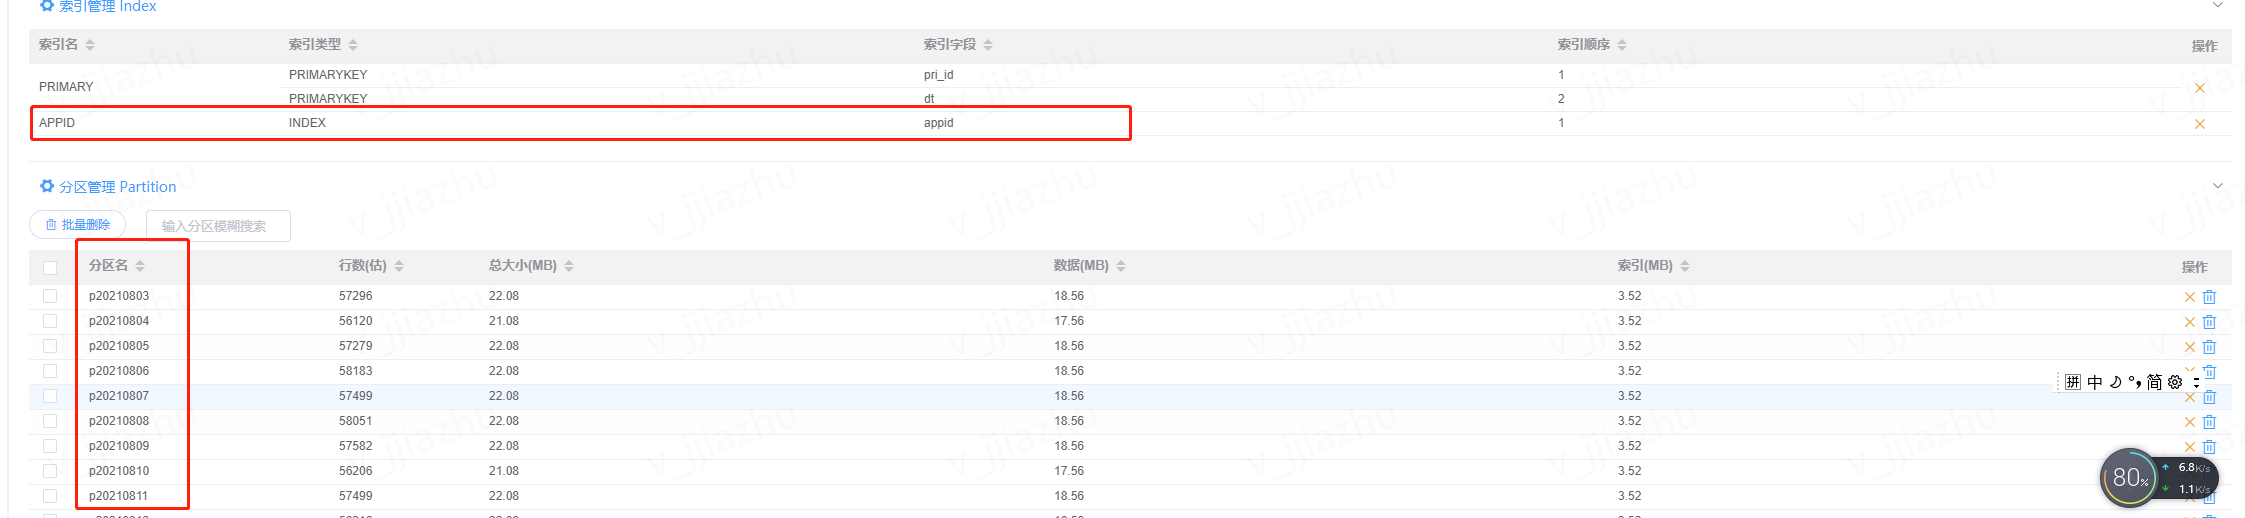 索引管理 Index
索引名 索引类型 索引字段 索引顺序 操作
PRIMARY PRIMARYKEY pri_id 1
PRIMARYKEY dt 2
APPID INDEX appid 1
分区管理 Partition
批量删除 输入分区模糊搜索
分区名 行数(估) 总大小(MB) 数据(MB) 索引(MB) 操作
p20210803 57296 22.08 18.56 3.52
p20210804 56120 21.08 17.56 3.52
p20210805 57279 22.08 18.56 3.52
p20210806 58183 22.08 18.56 3.52
拼 中 简
p20210807 57499 22.08 18.56 3.52
p20210808 58051 22.08 18.56 3.52
p20210809 57582 22.08 18.56 3.52
p20210810 56206 21.08 17.56 3.52
80% 6.8K/s
1.1K/s
p20210811 57499 22.08 18.56 3.52
v_jjiazhu